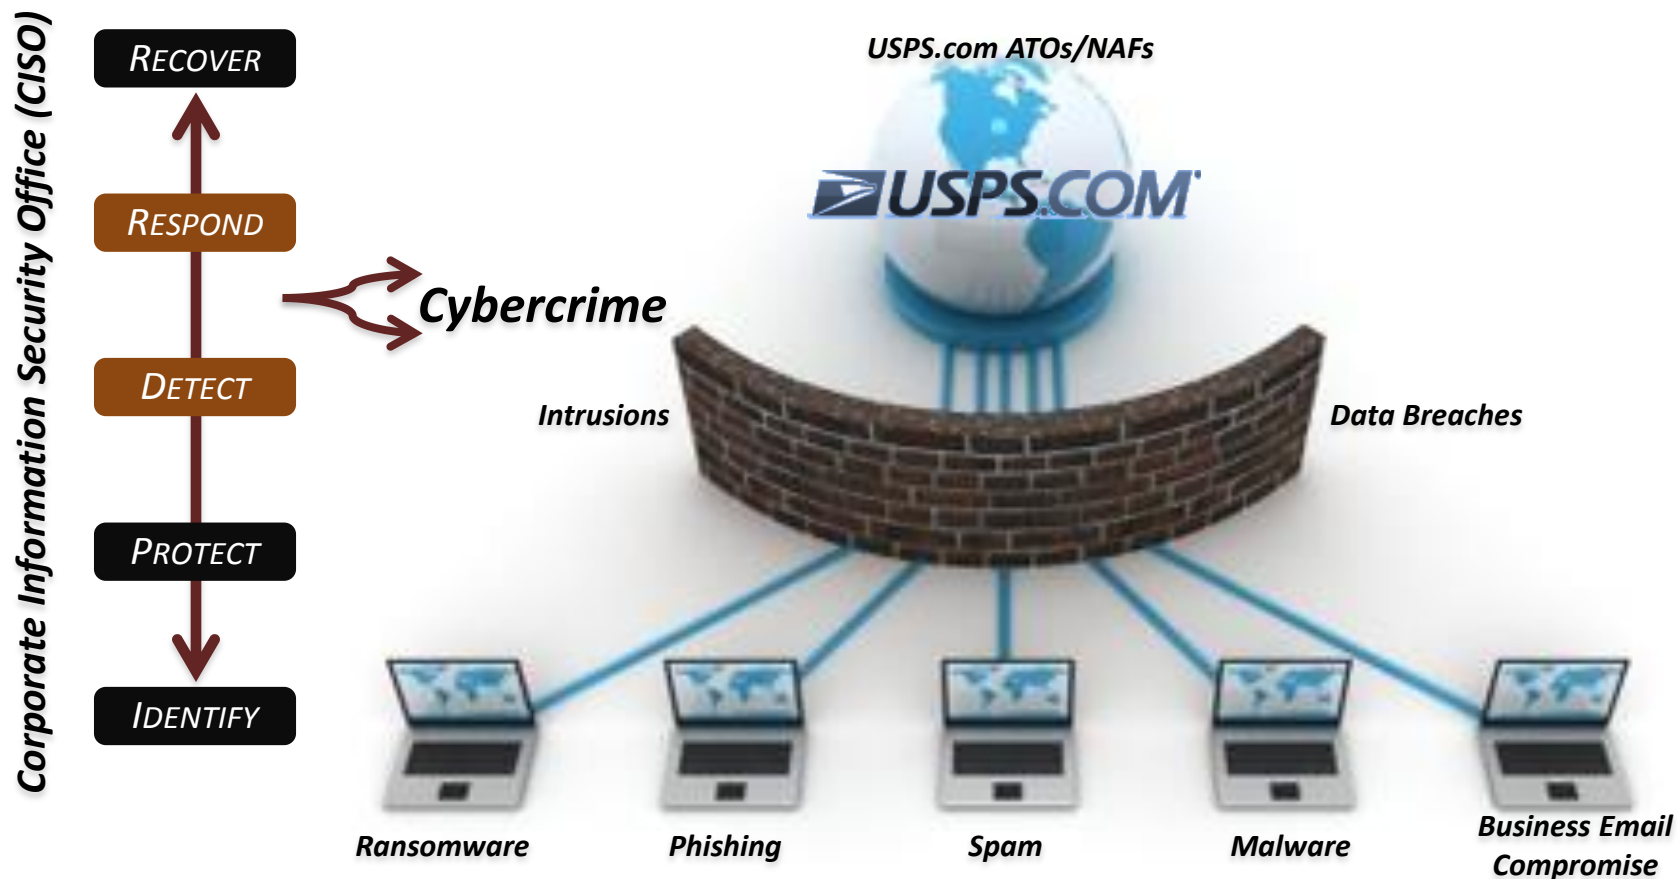 Corporate Information Security Office (CISO)
RECOVER
RESPOND
DETECT
PROTECT
IDENTIFY
Cybercrime
USPS.com ATOs/NAFs
USPS.COM
Intrusions
Data Breaches
Ransomware
Phishing
Spam
Malware
Business Email
Compromise